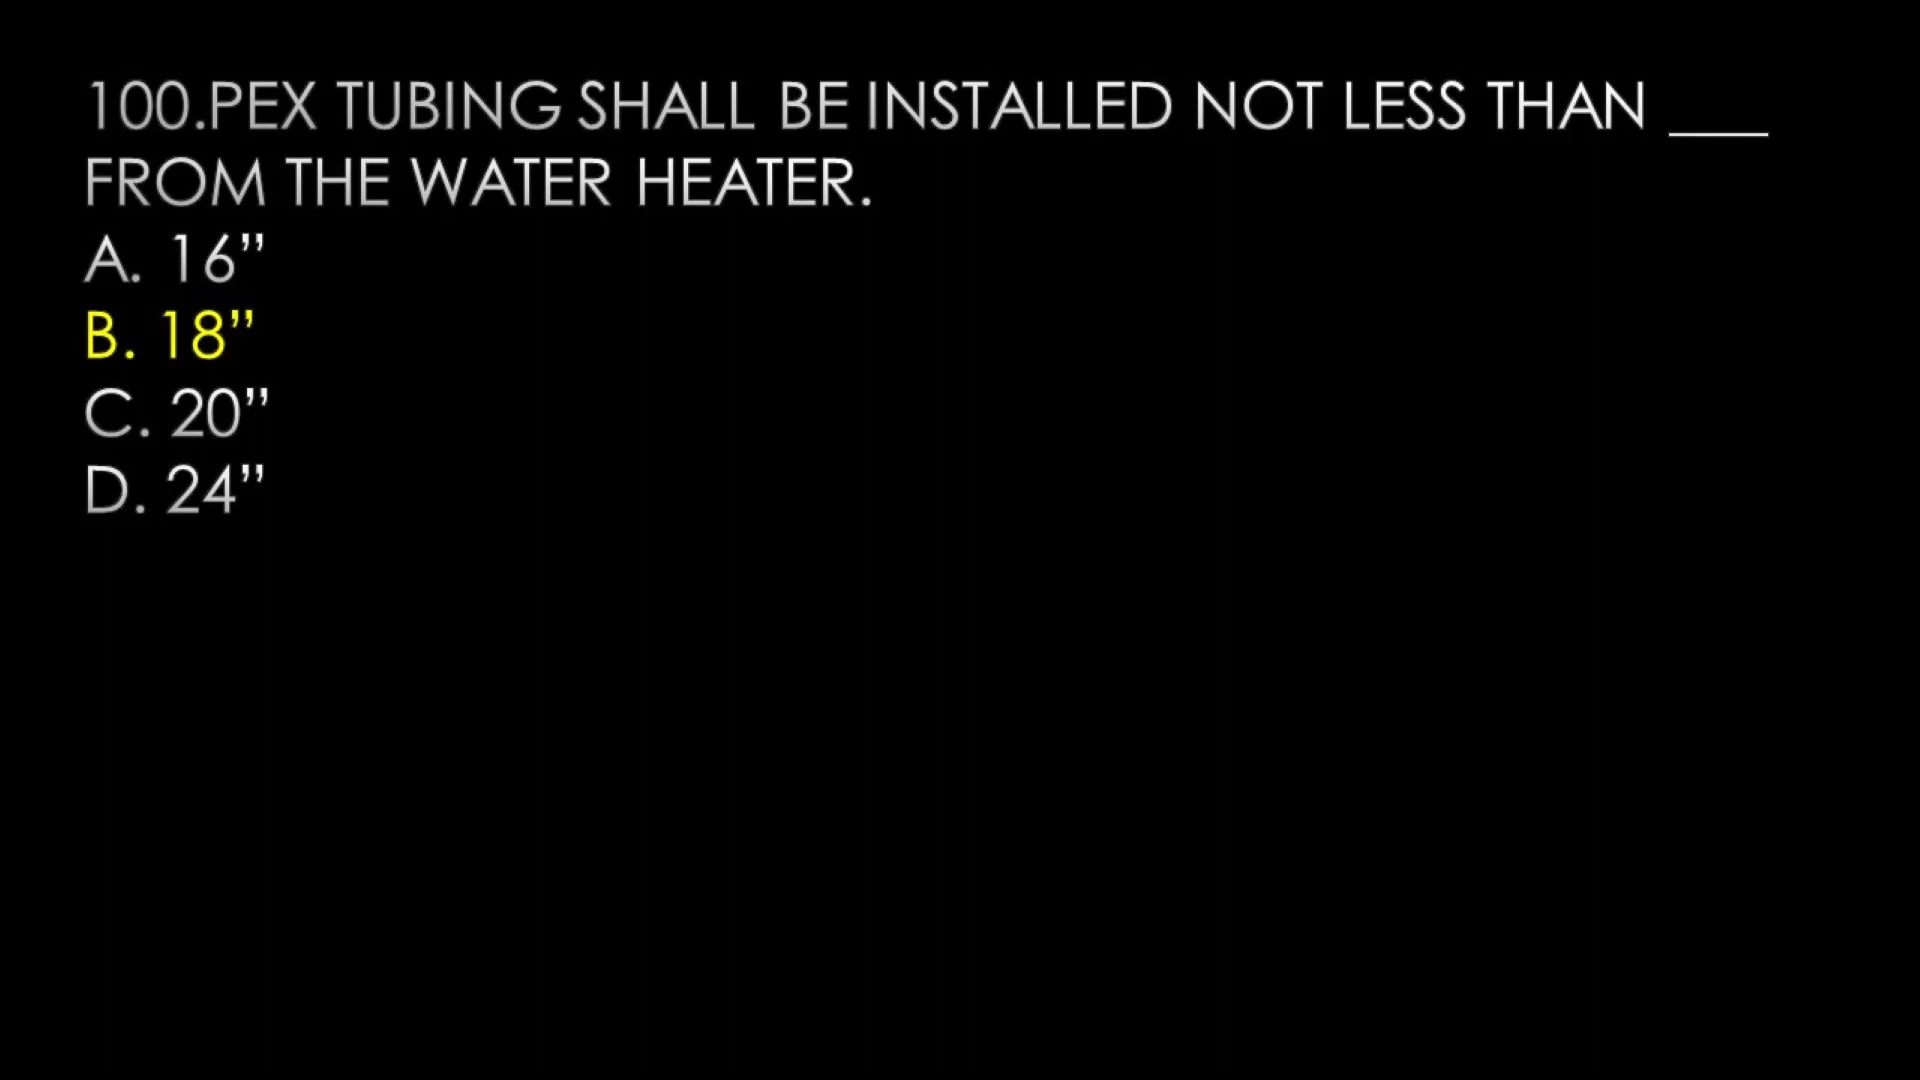 100.PEX TUBING SHALL BE INSTALLED NOT LESS THAN ___
FROM THE WATER HEATER.
A. 16”
B. 18”
C. 20”
D. 24”